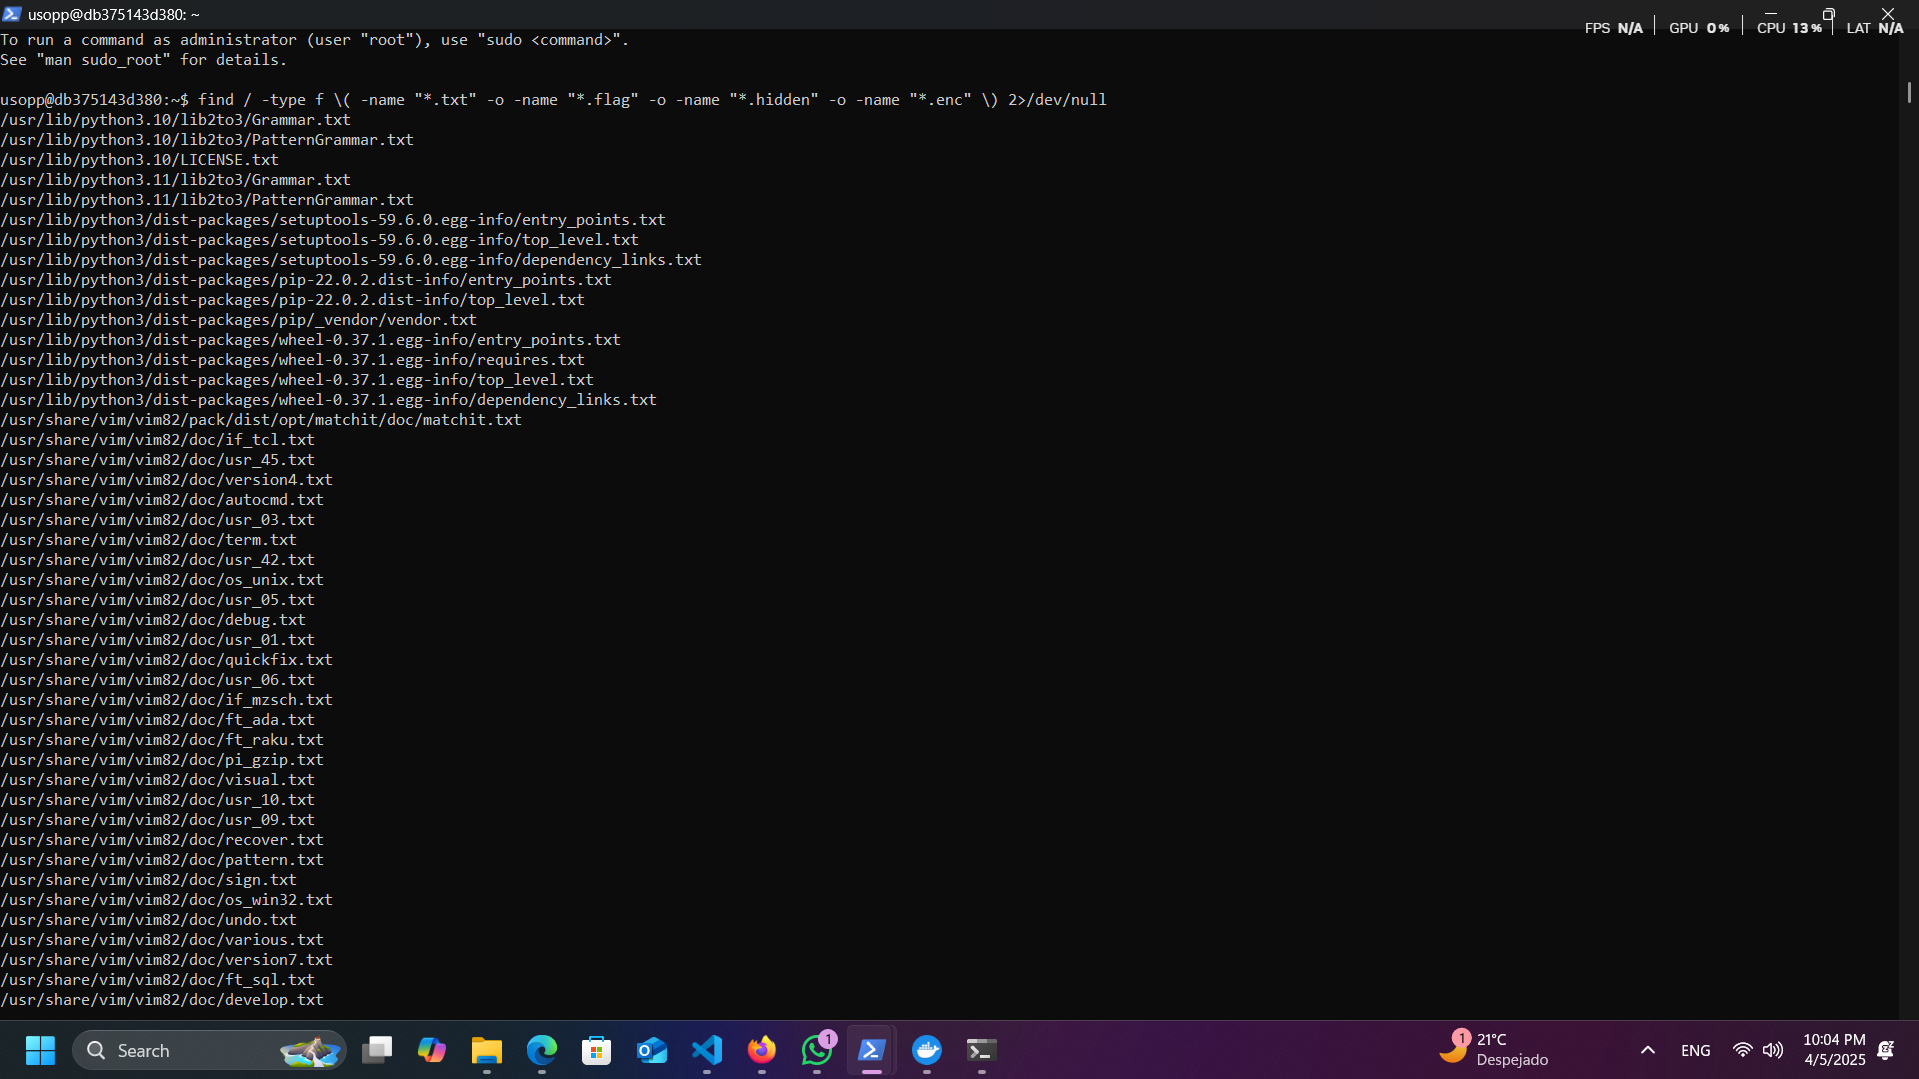 usopp@db375143d380: ~
FPS N/A GPU 0% CPU 13% LAT N/A
To run a command as administrator (user "root"), use "sudo <command>".
See "man sudo_root" for details.
usopp@db375143d380:~$ find / -type f \( -name "*.txt" -o -name "*.flag" -o -name "*.hidden" -o -name "*.enc" \) 2>/dev/null
/usr/lib/python3.10/lib2to3/Grammar.txt
/usr/lib/python3.10/lib2to3/PatternGrammar.txt
/usr/lib/python3.10/LICENSE.txt
/usr/lib/python3.11/lib2to3/Grammar.txt
/usr/lib/python3.11/lib2to3/PatternGrammar.txt
/usr/lib/python3/dist-packages/setuptools-59.6.0.egg-info/entry_points.txt
/usr/lib/python3/dist-packages/setuptools-59.6.0.egg-info/top_level.txt
/usr/lib/python3/dist-packages/setuptools-59.6.0.egg-info/dependency_links.txt
/usr/lib/python3/dist-packages/pip-22.0.2.dist-info/entry_points.txt
/usr/lib/python3/dist-packages/pip-22.0.2.dist-info/top_level.txt
/usr/lib/python3/dist-packages/pip/_vendor/vendor.txt
/usr/lib/python3/dist-packages/wheel-0.37.1.egg-info/entry_points.txt
/usr/lib/python3/dist-packages/wheel-0.37.1.egg-info/requires.txt
/usr/lib/python3/dist-packages/wheel-0.37.1.egg-info/top_level.txt
/usr/lib/python3/dist-packages/wheel-0.37.1.egg-info/dependency_links.txt
/usr/share/vim/vim82/pack/dist/opt/matchit/doc/matchit.txt
/usr/share/vim/vim82/doc/if_tcl.txt
/usr/share/vim/vim82/doc/usr_45.txt
/usr/share/vim/vim82/doc/version4.txt
/usr/share/vim/vim82/doc/autocmd.txt
/usr/share/vim/vim82/doc/usr_03.txt
/usr/share/vim/vim82/doc/term.txt
/usr/share/vim/vim82/doc/usr_42.txt
/usr/share/vim/vim82/doc/os_unix.txt
/usr/share/vim/vim82/doc/usr_05.txt
/usr/share/vim/vim82/doc/debug.txt
/usr/share/vim/vim82/doc/usr_01.txt
/usr/share/vim/vim82/doc/quickfix.txt
/usr/share/vim/vim82/doc/usr_06.txt
/usr/share/vim/vim82/doc/if_mzsch.txt
/usr/share/vim/vim82/doc/ft_ada.txt
/usr/share/vim/vim82/doc/ft_raku.txt
/usr/share/vim/vim82/doc/pi_gzip.txt
/usr/share/vim/vim82/doc/visual.txt
/usr/share/vim/vim82/doc/usr_10.txt
/usr/share/vim/vim82/doc/usr_09.txt
/usr/share/vim/vim82/doc/recover.txt
/usr/share/vim/vim82/doc/pattern.txt
/usr/share/vim/vim82/doc/sign.txt
/usr/share/vim/vim82/doc/os_win32.txt
/usr/share/vim/vim82/doc/undo.txt
/usr/share/vim/vim82/doc/various.txt
/usr/share/vim/vim82/doc/version7.txt
/usr/share/vim/vim82/doc/ft_sql.txt
/usr/share/vim/vim82/doc/develop.txt
Search
1
1
21°C
Despejado
ENG
10:04 PM
4/5/2025